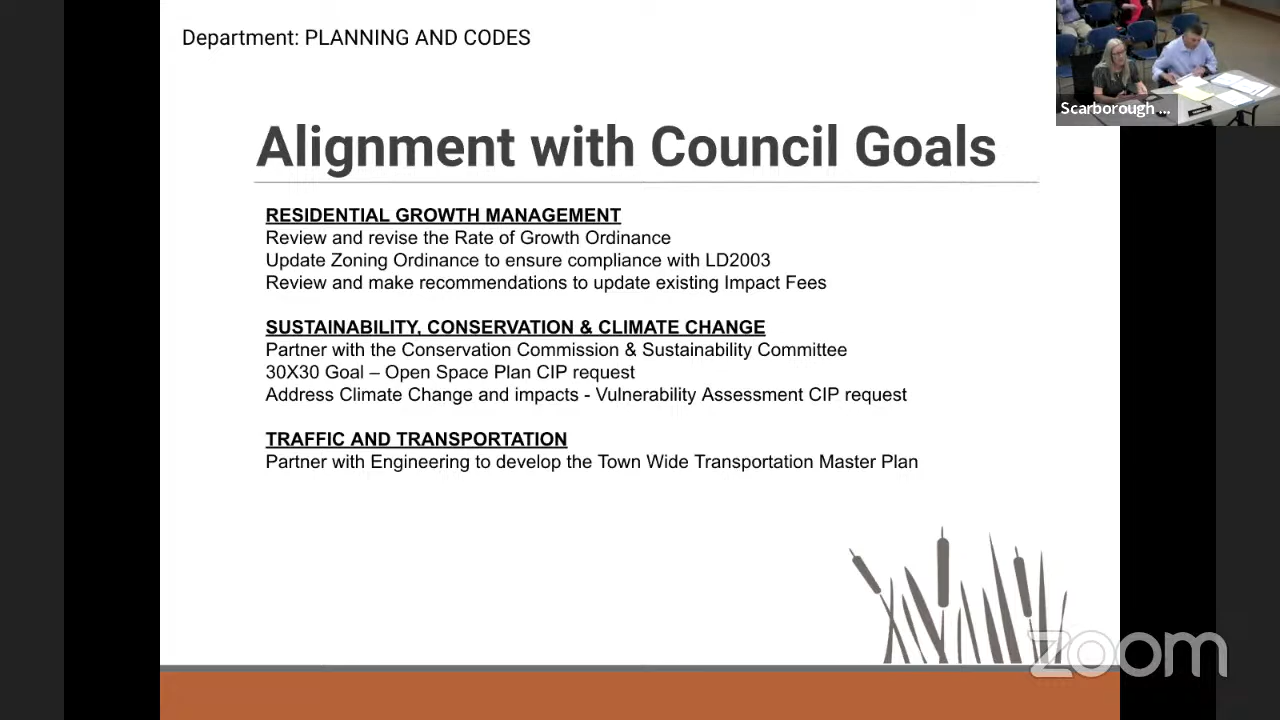 Department: PLANNING AND CODES
Scarborough ...
Alignment with Council Goals
RESIDENTIAL GROWTH MANAGEMENT
Review and revise the Rate of Growth Ordinance
Update Zoning Ordinance to ensure compliance with LD2003
Review and make recommendations to update existing Impact Fees
SUSTAINABILITY, CONSERVATION & CLIMATE CHANGE
Partner with the Conservation Commission & Sustainability Committee
30X30 Goal – Open Space Plan CIP request
Address Climate Change and impacts - Vulnerability Assessment CIP request
TRAFFIC AND TRANSPORTATION
Partner with Engineering to develop the Town Wide Transportation Master Plan
zoom